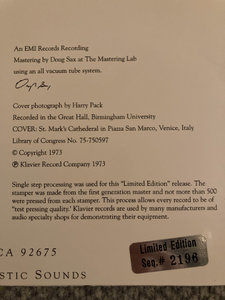 An EMI Records Recording
Mastering by Doug Sax at The Mastering Lab
using an all vacuum tube system.
Cover photograph by Harry Pack
Recorded in the Great Hall, Birmingham University
COVER: St. Mark's Cathederal in Piazza San Marco, Venice, Italy
Library of Congress No. 75-750597
© Copyright 1973
℗ Klavier Record Company 1973
Single step processing was used for this "Limited Edition" release. The
stamper was made from the first generation master and not more than 500
were pressed from each stamper. This process allows every record to be of
"test pressing quality." Klavier records are used by many manufacturers and
audio specialty shops for demonstrating their equipment.
CA 92675
STIC SOUNDS
Limited Edition
Seq.# 2196